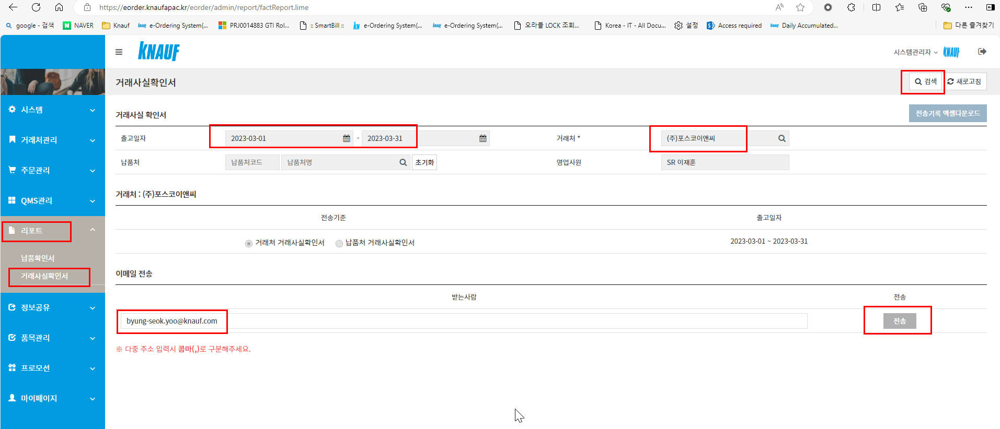 https://eorder.knaufapac.kr/eorder/admin/report/factReport.lime
google - 검색 NAVER Knauf e-Ordering System(... PRJ0014883 GTI Rol... :: SmartBill :: e-Ordering System(... e-Ordering System(... 오라클 LOCK 조회... Korea - IT - All Docu... 설정 Access required Daily Accumulated... 다른 즐겨찾기
KNAUF 시스템관리자 KNAUF
거래사실확인서 검색 새로고침
시스템
거래처관리
주문관리
QMS관리
리포트
납품확인서
거래사실확인서
정보공유
품목관리
프로모션
마이페이지
거래사실 확인서 전송기록 엑셀다운로드
출고일자 2023-03-01 - 2023-03-31 거래처 * (주)포스코이앤씨
납품처 납품처코드 납품처명 초기화 영업사원 SR 이재훈
거래처 : (주)포스코이앤씨
전송기준 출고일자
거래처 거래사실확인서 납품처 거래사실확인서 2023-03-01 ~ 2023-03-31
이메일 전송
받는사람 전송
byung-seok.yoo@knauf.com 전송
※ 다중 주소 입력시 콤마(,)로 구분해주세요.